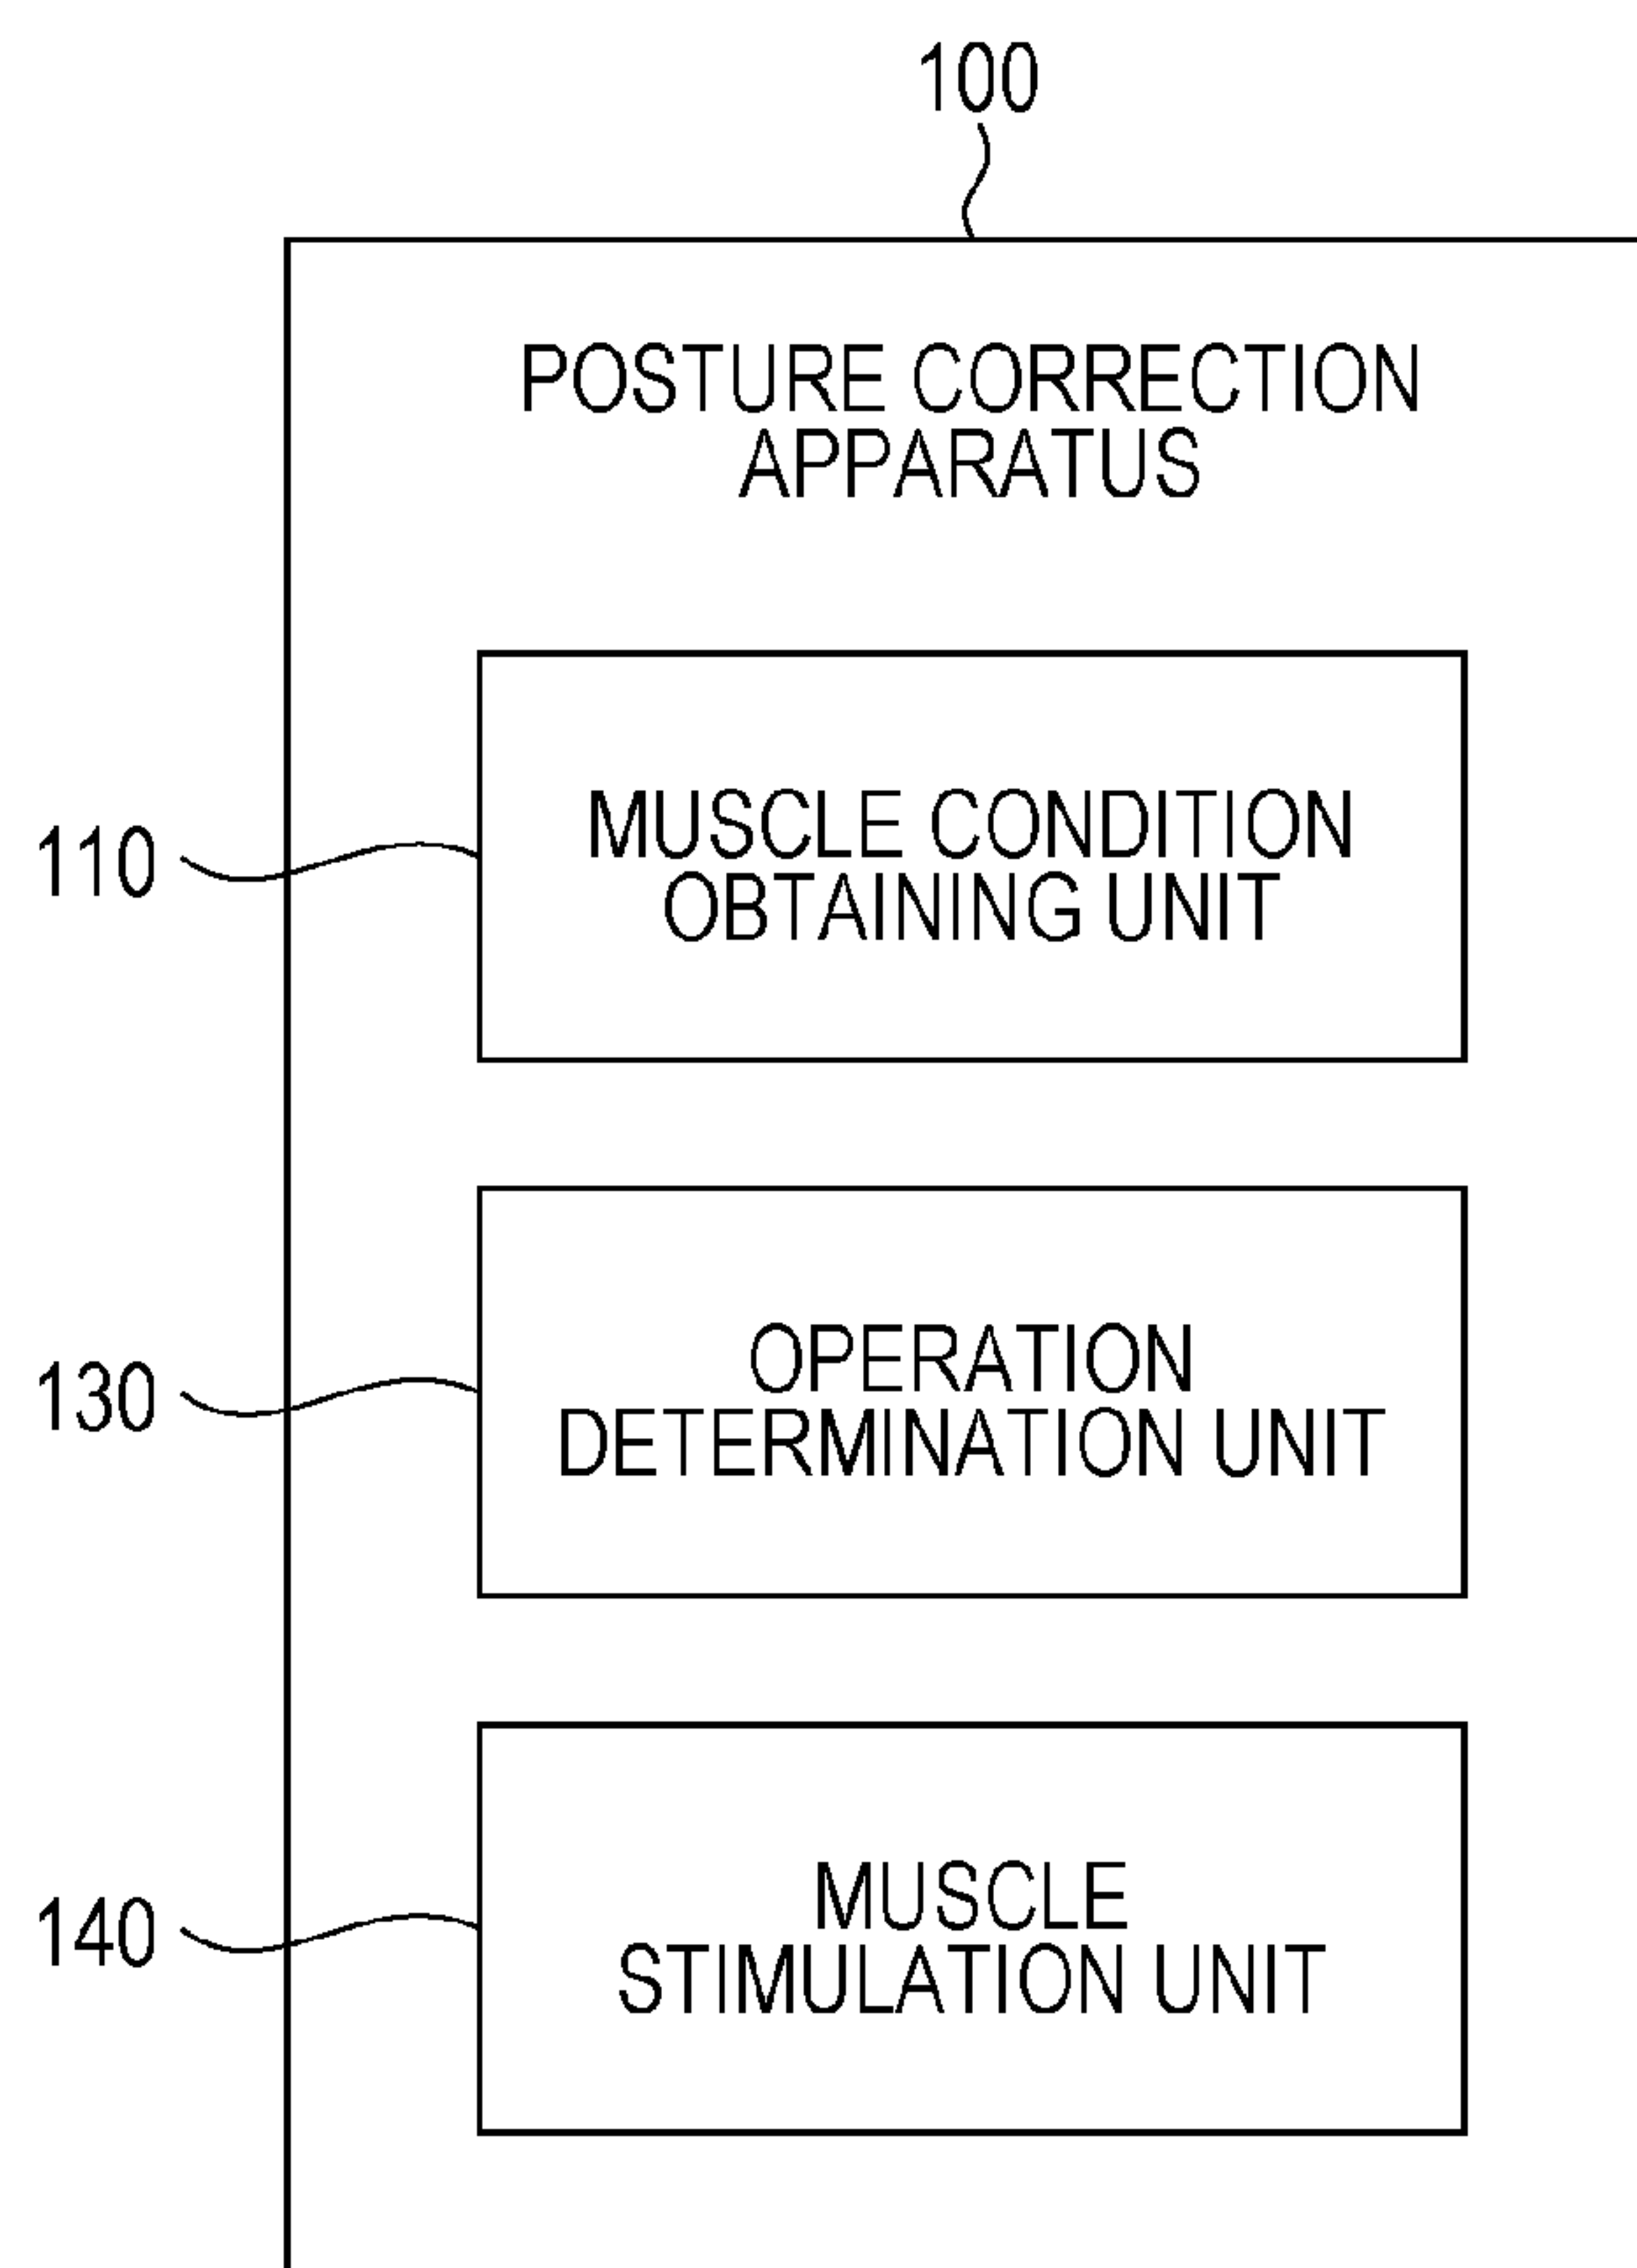 100
POSTURE CORRECTION
APPARATUS
110
MUSCLE CONDITION
OBTAINING UNIT
130
OPERATION
DETERMINATION UNIT
140
MUSCLE
STIMULATION UNIT